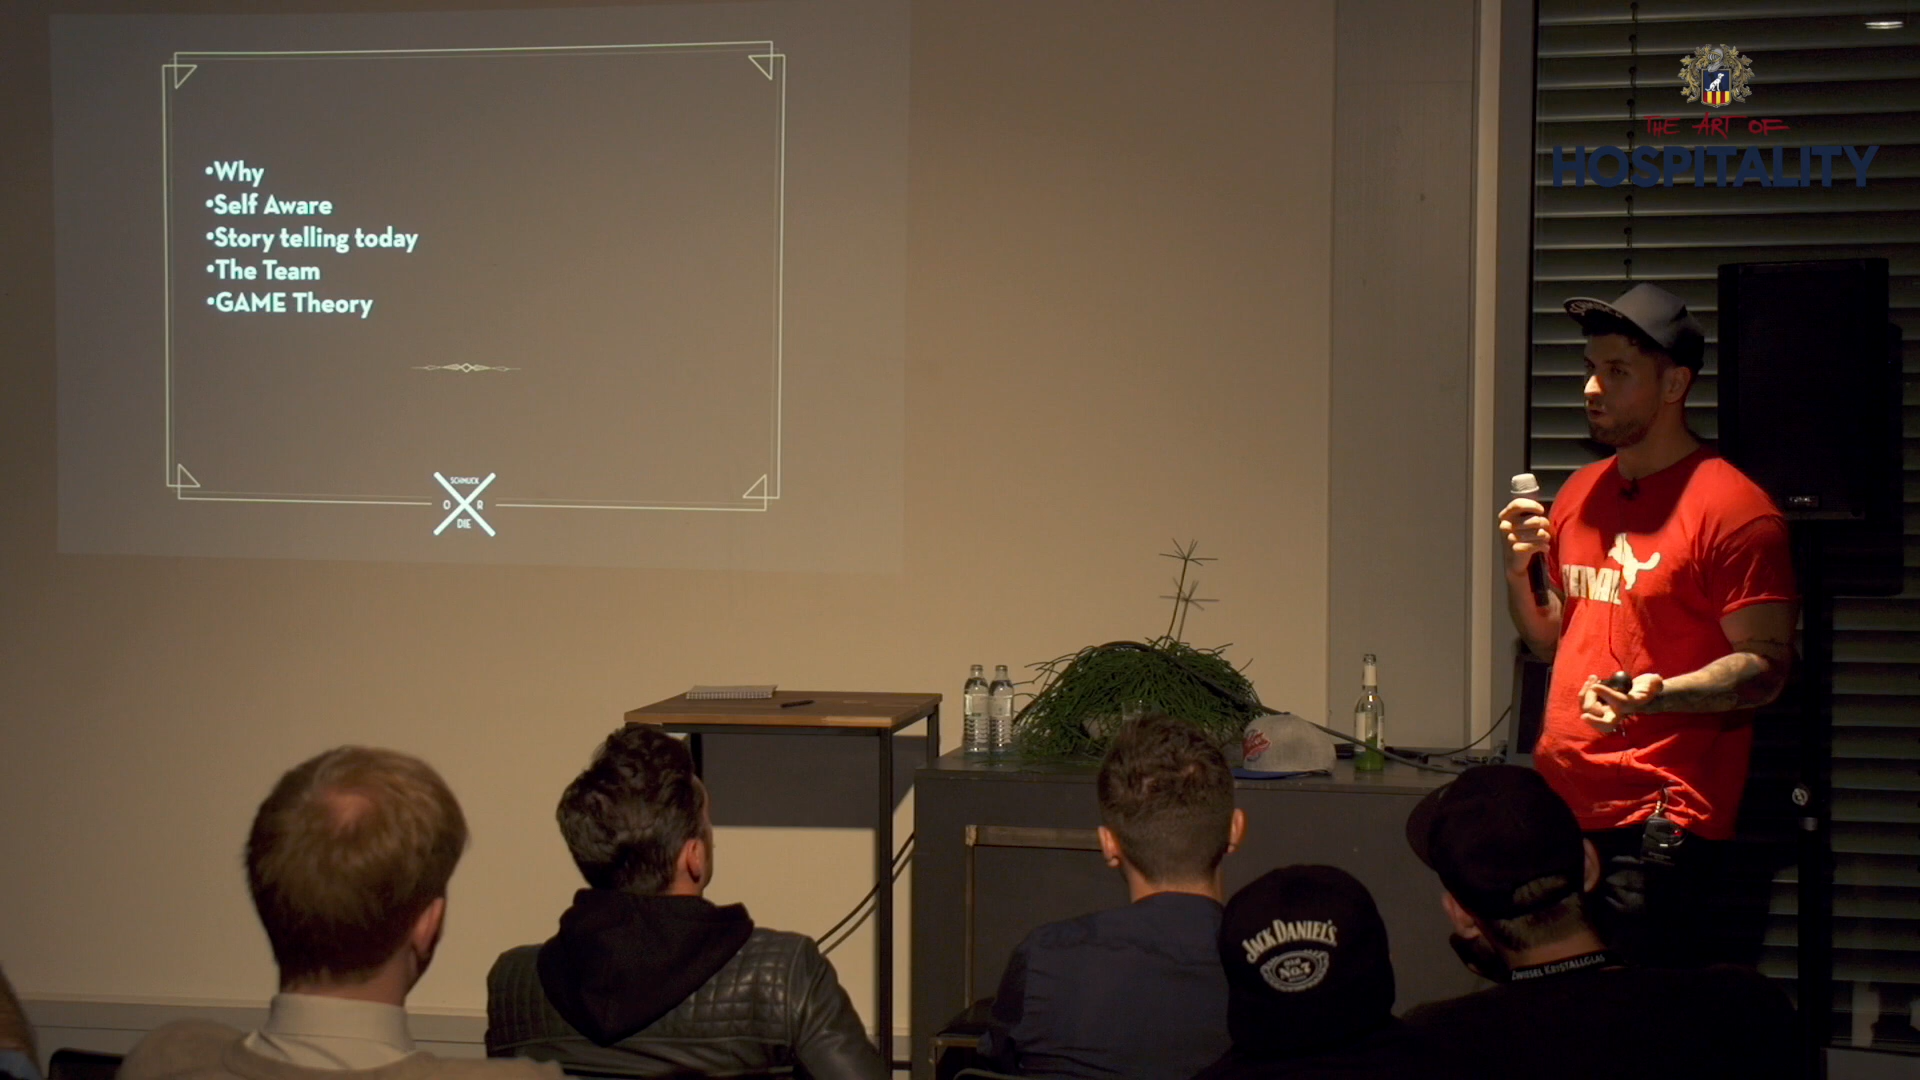 •Why
•Self Aware
•Story telling today
•The Team
•GAME Theory
SCHMUCK
O R
DIE
THE ART OF
HOSPITALITY
JACK DANIEL'S
OLD
No.7
ZWIESEL KRISTALLGLAS